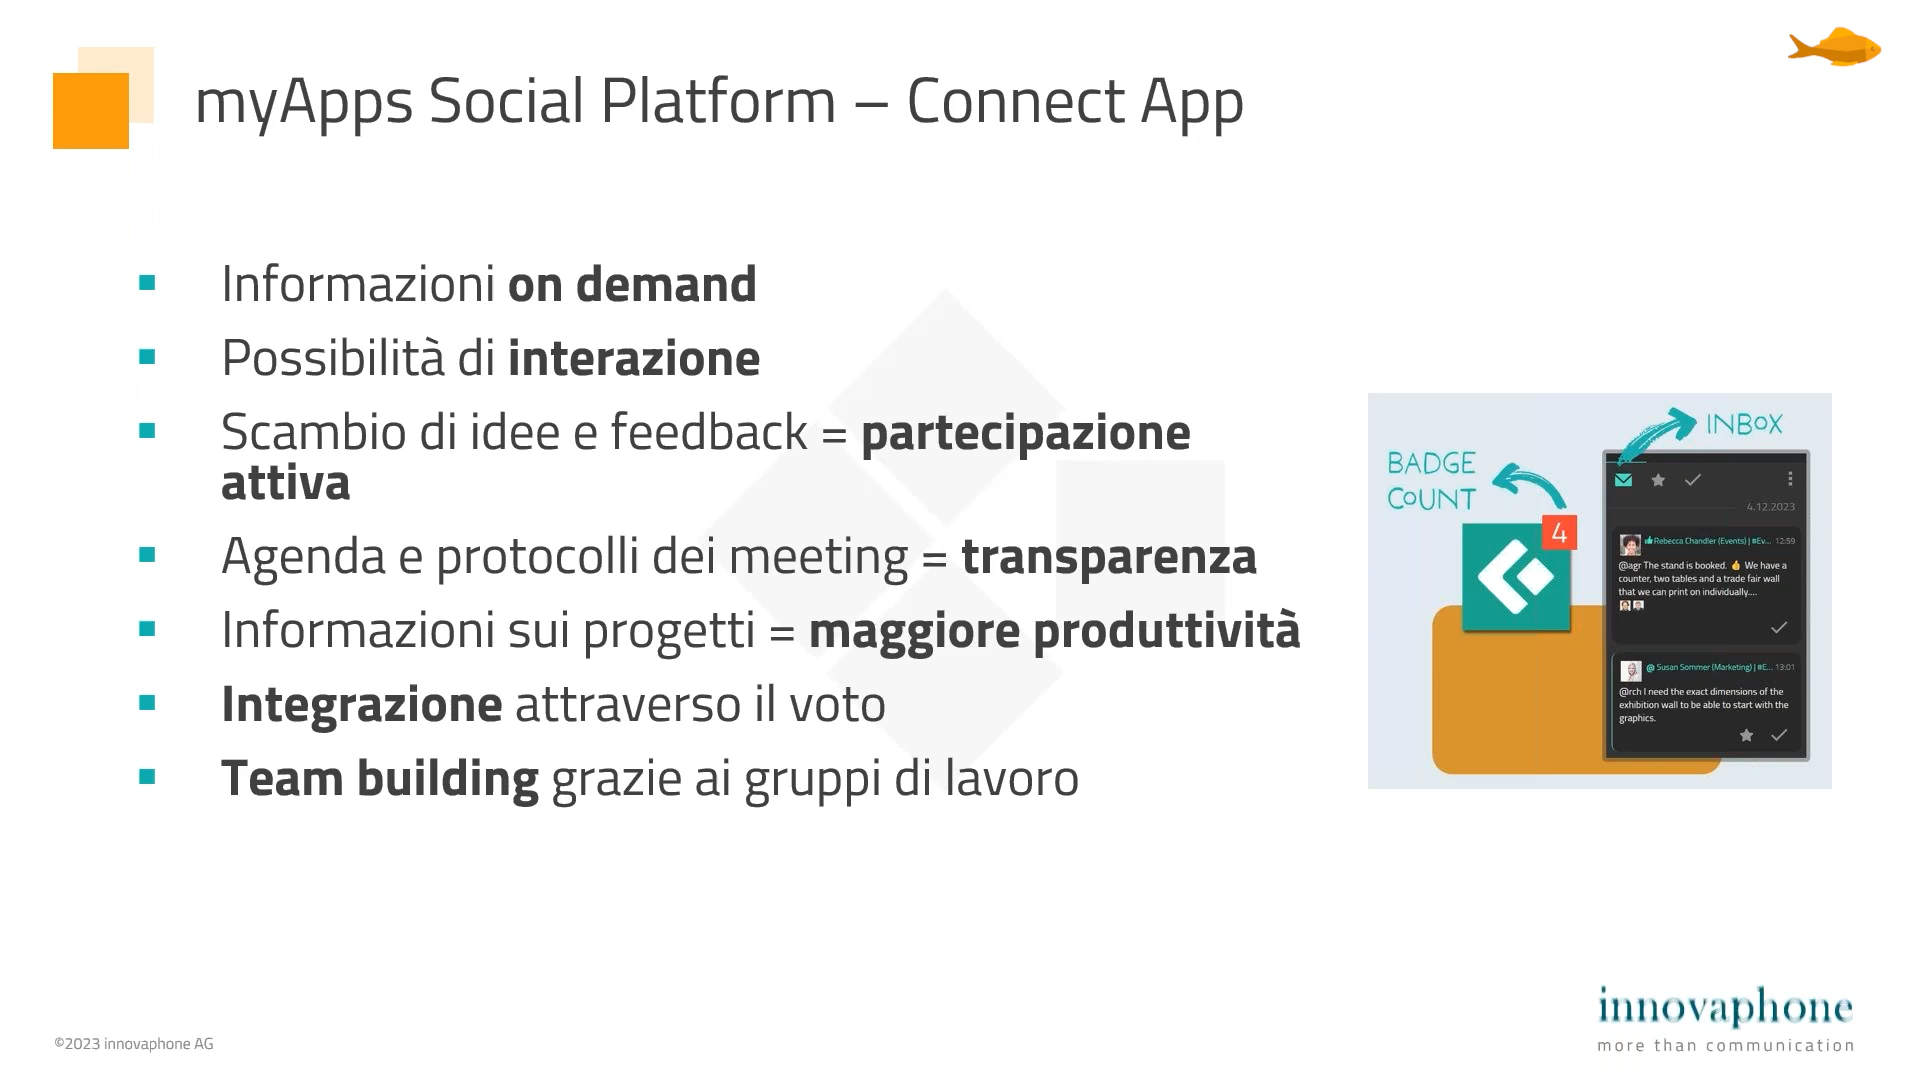 myApps Social Platform – Connect App
Informazioni on demand
Possibilità di interazione
Scambio di idee e feedback = partecipazione
attiva
Agenda e protocolli dei meeting = transparenza
Informazioni sui progetti = maggiore produttività
Integrazione attraverso il voto
Team building grazie ai gruppi di lavoro
INBOX
BADGE
COUNT
4
4.12.2023
Rebecca Chandler (Events) | #Ev... 12:59
@agr The stand is booked. 👍 We have a
counter, two tables and a trade fair wall
that we can print on individually....
@ Susan Sommer (Marketing) | #E... 13:01
@rch I need the exact dimensions of the
exhibition wall to be able to start with the
graphics.
innovaphone
more than communication
©2023 innovaphone AG